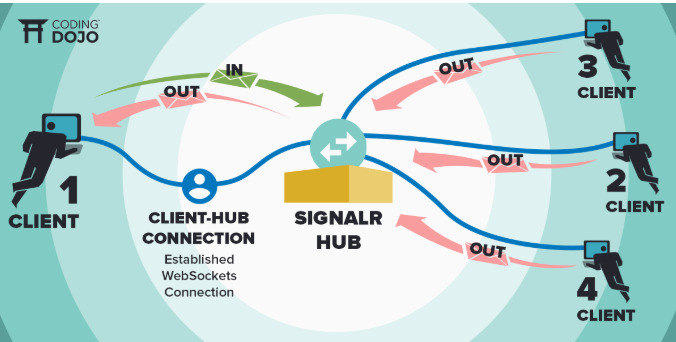 CODING
DOJO
IN
OUT
1
CLIENT
CLIENT-HUB
CONNECTION
Established
WebSockets
Connection
SIGNALR
HUB
OUT
3
CLIENT
OUT
2
CLIENT
OUT
4
CLIENT